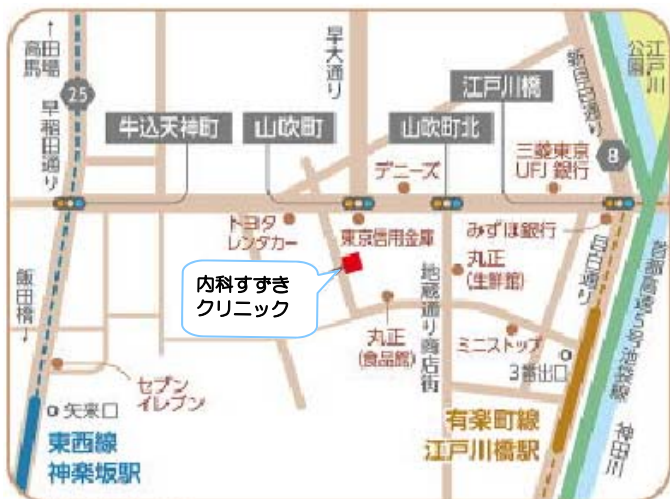 ↑高田馬場
25
早稲田通り
早大通り
新目白通り
江戸川公園
牛込天神町
山吹町
山吹町北
江戸川橋
8
デニーズ
三菱東京
UFJ 銀行
トヨタ
レンタカー
東京信用金庫
みずほ銀行
内科すずき
クリニック
丸正
(生鮮館)
目白通り
首都高速5号池袋線
飯田橋↓
地蔵通り商店街
丸正
(食品館)
ミニストップ
3番出口
セブン
イレブン
矢来口
東西線
神楽坂駅
有楽町線
江戸川橋駅
神田川